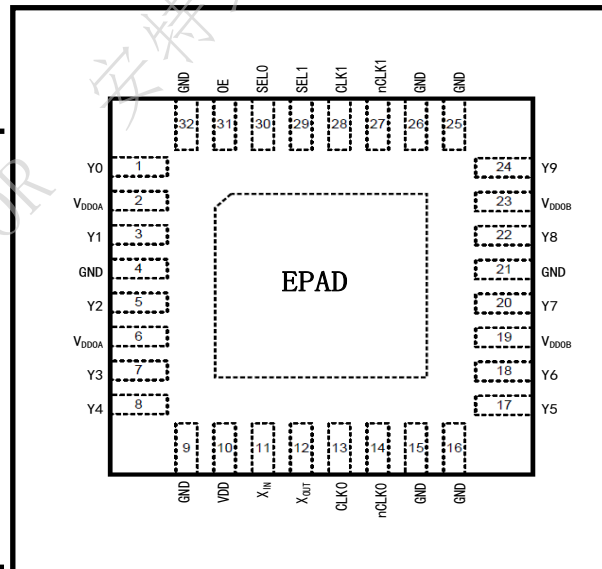 GND OE SEL0 SEL1 CLK1 nCLK1 GND GND
32 31 30 29 28 27 26 25
Y0 1 24 Y9
VDDOA 2 23 VDDOB
Y1 3 22 Y8
GND 4 21 GND
EPAD
Y2 5 20 Y7
VDDOA 6 19 VDDOB
Y3 7 18 Y6
Y4 8 17 Y5
9 10 11 12 13 14 15 16
GND VDD XIN XOUT CLK0 nCLK0 GND GND
安特
OR